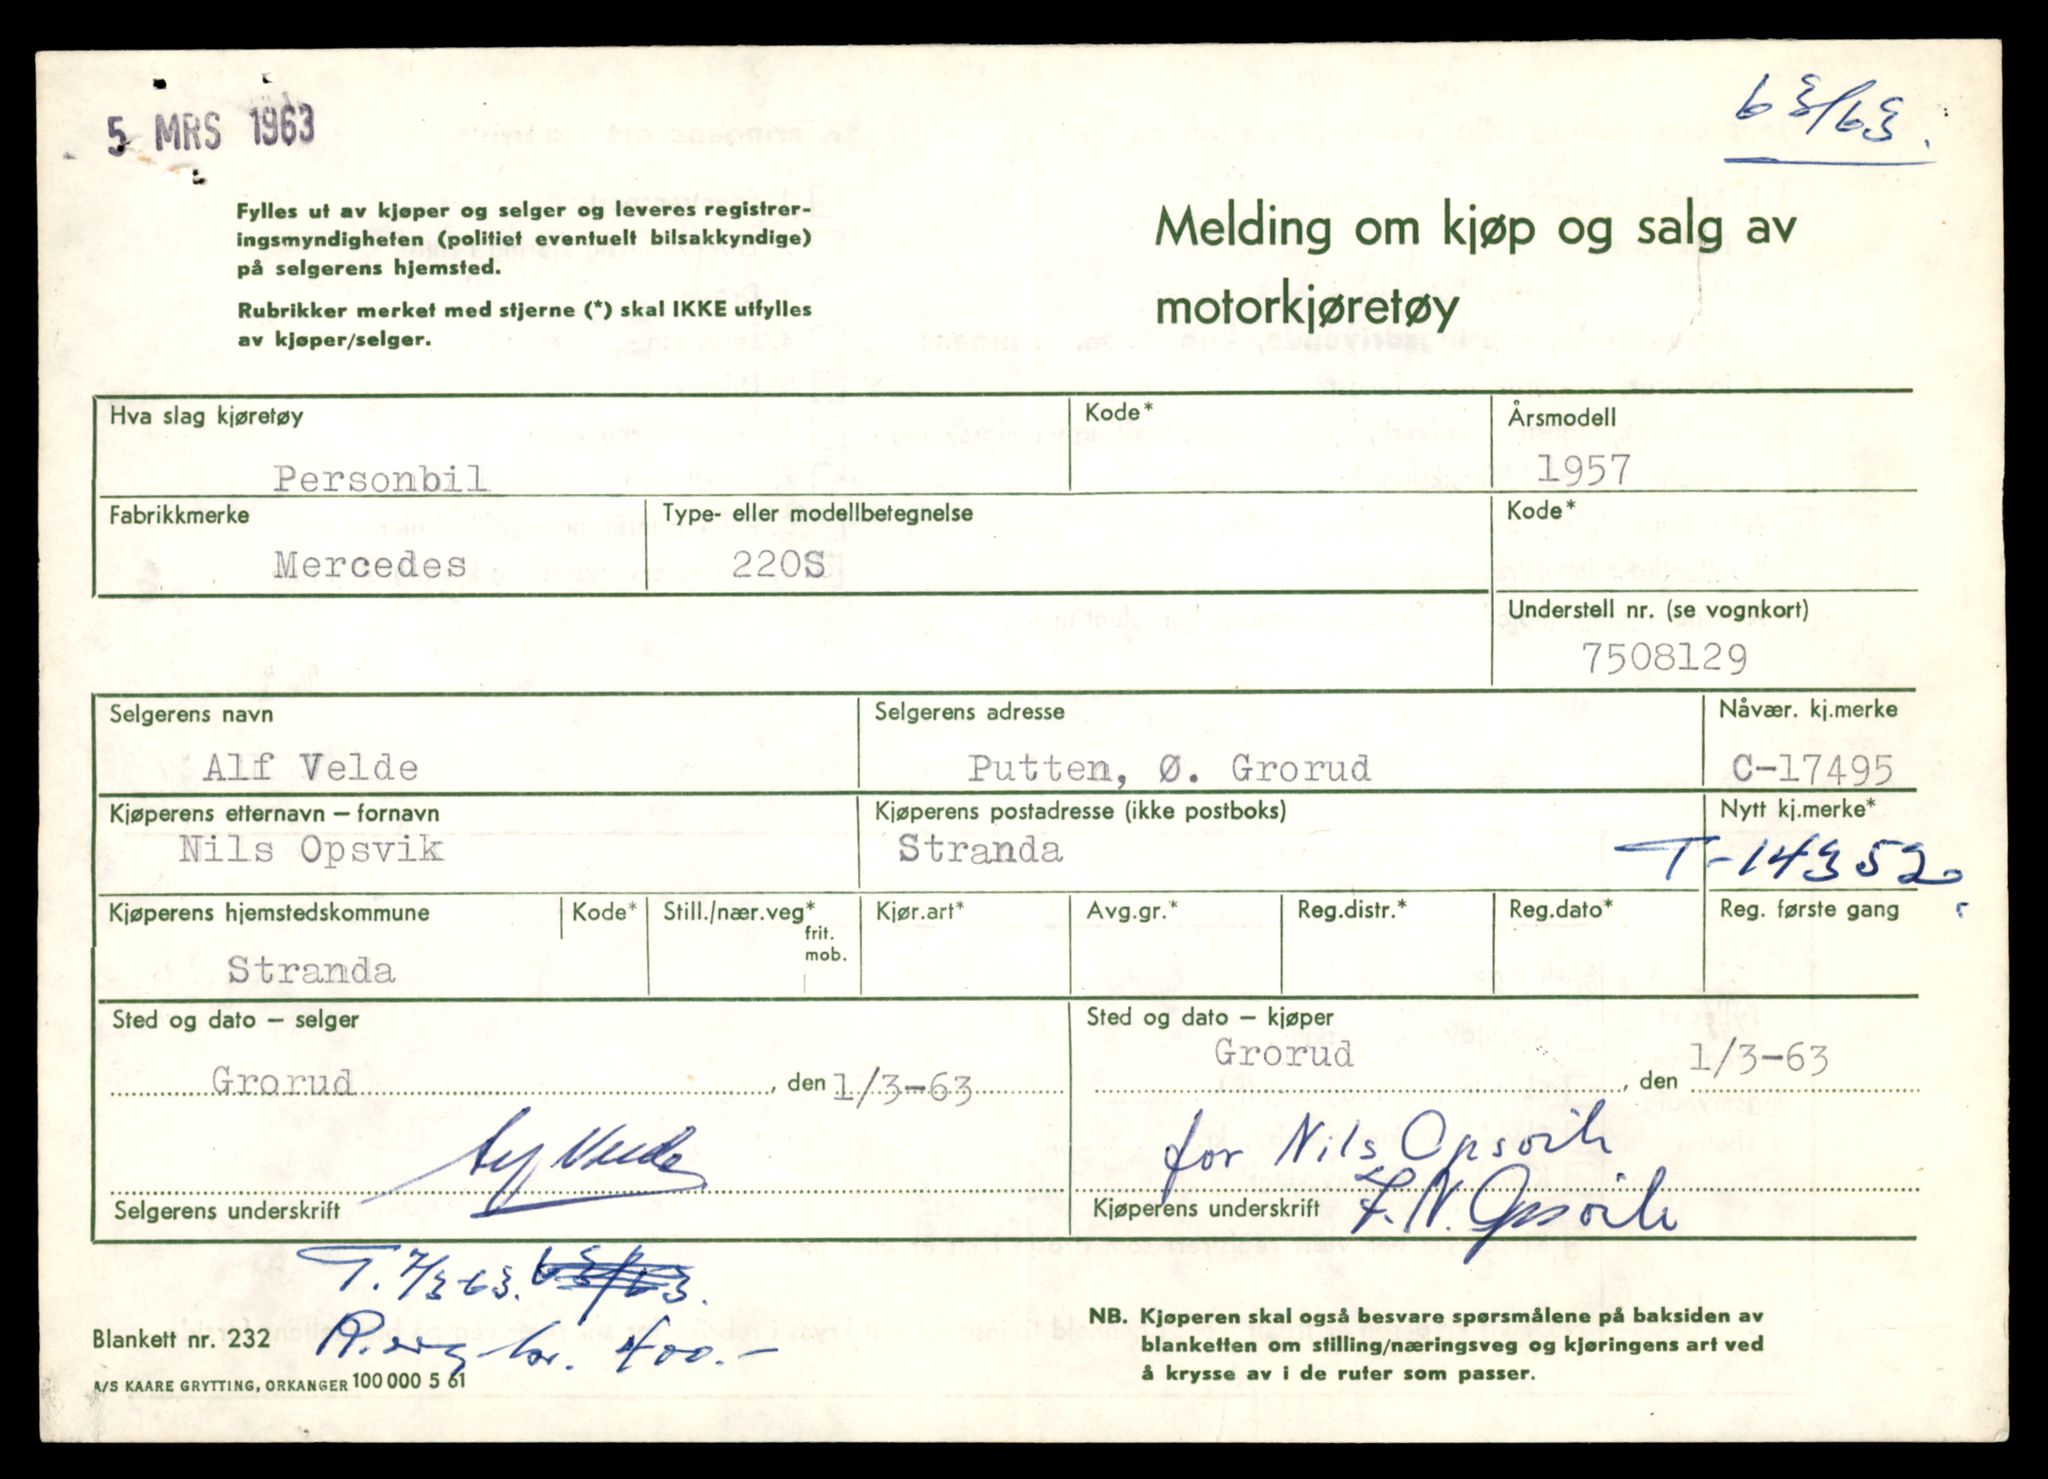 5 MRS 1963
63/63.
Fylles ut av kjøper og selger og leveres registrer-
ingsmyndigheten (politiet eventuelt bilsakkyndige)
på selgerens hjemsted.
Rubrikker merket med stjerne (*) skal IKKE utfylles
av kjøper/selger.
Melding om kjøp og salg av
motorkjøretøy
Hva slag kjøretøy
Kode*
Årsmodell
Personbil
1957
Fabrikkmerke
Type- eller modellbetegnelse
Kode*
Mercedes
220S
Understell nr. (se vognkort)
7508129
Selgerens navn
Selgerens adresse
Nåvær. kj.merke
Alf Velde
Putten, Ø. Grorud
C-17495
Kjøperens etternavn – fornavn
Kjøperens postadresse (ikke postboks)
Nytt kj.merke*
Nils Opsvik
Stranda
T-14352
Kjøperens hjemstedskommune
Kode*
Still./nær.veg*
frit.
mob.
Kjør.art*
Avg.gr.*
Reg.distr.*
Reg.dato*
Reg. første gang
Stranda
Sted og dato – selger
Grorud, den 1/3-63
Sted og dato – kjøper
Grorud, den 1/3-63
Alf Velde
Selgerens underskrift
for Nils Opsvik
Kjøperens underskrift
N. Opsvik
T. 7/3-63. 63/63.
kr. 400.-
Blankett nr. 232
A/S KAARE GRYTTING, ORKANGER 100 000 5 61
NB. Kjøperen skal også besvare spørsmålene på baksiden av
blanketten om stilling/næringsveg og kjøringens art ved
å krysse av i de ruter som passer.